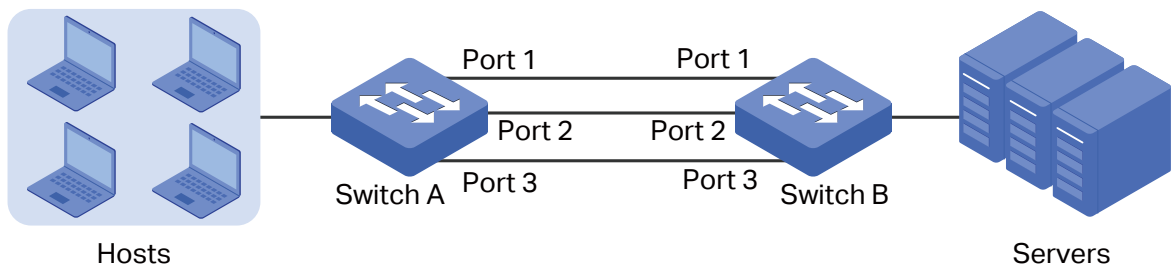 Port 1
Port 1
Port 2
Port 2
Port 3
Port 3
Switch A
Switch B
Hosts
Servers